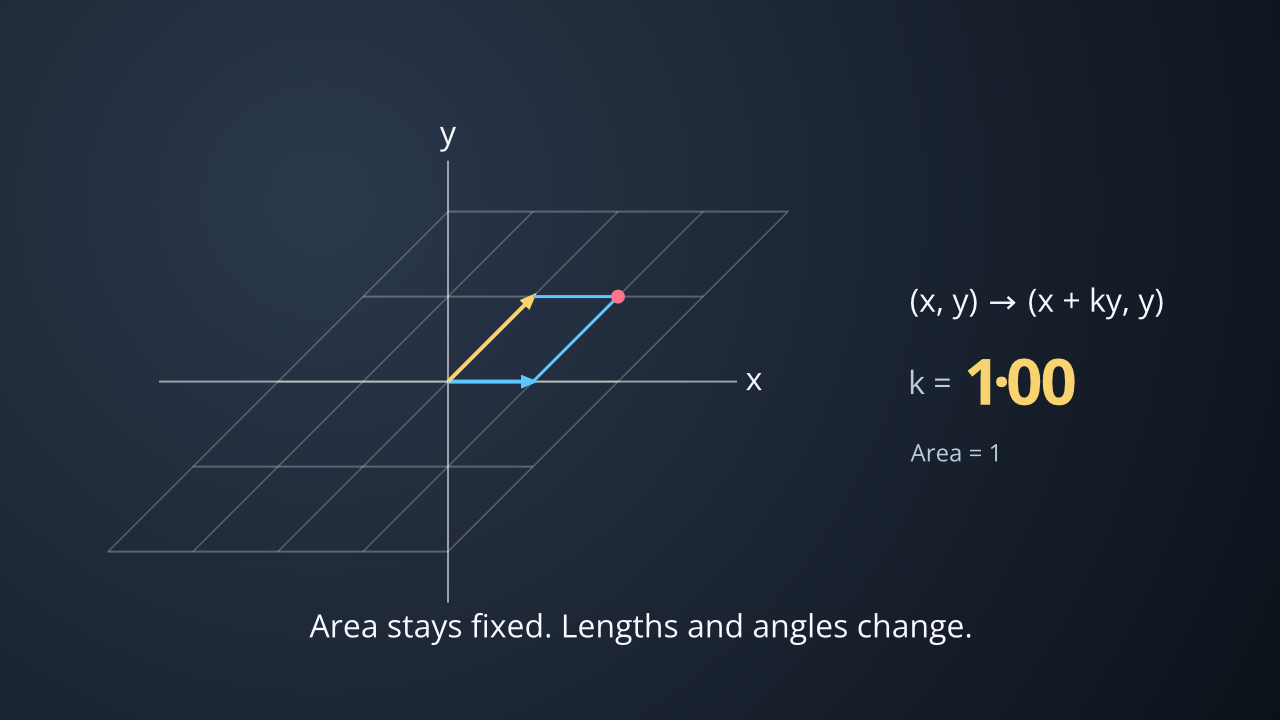 y
x
(x, y) → (x + ky, y)
k = 1·00
Area = 1
Area stays fixed. Lengths and angles change.